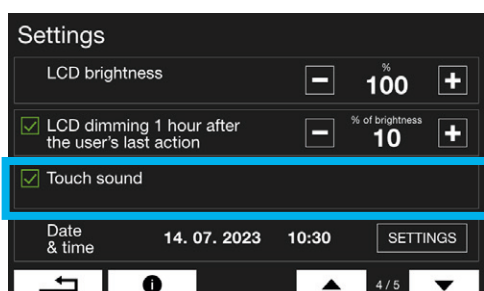 Settings
LCD brightness
%
− 100 +
LCD dimming 1 hour after
the user's last action
% of brightness
− 10 +
Touch sound
Date
& time
14. 07. 2023 10:30 SETTINGS
4/5